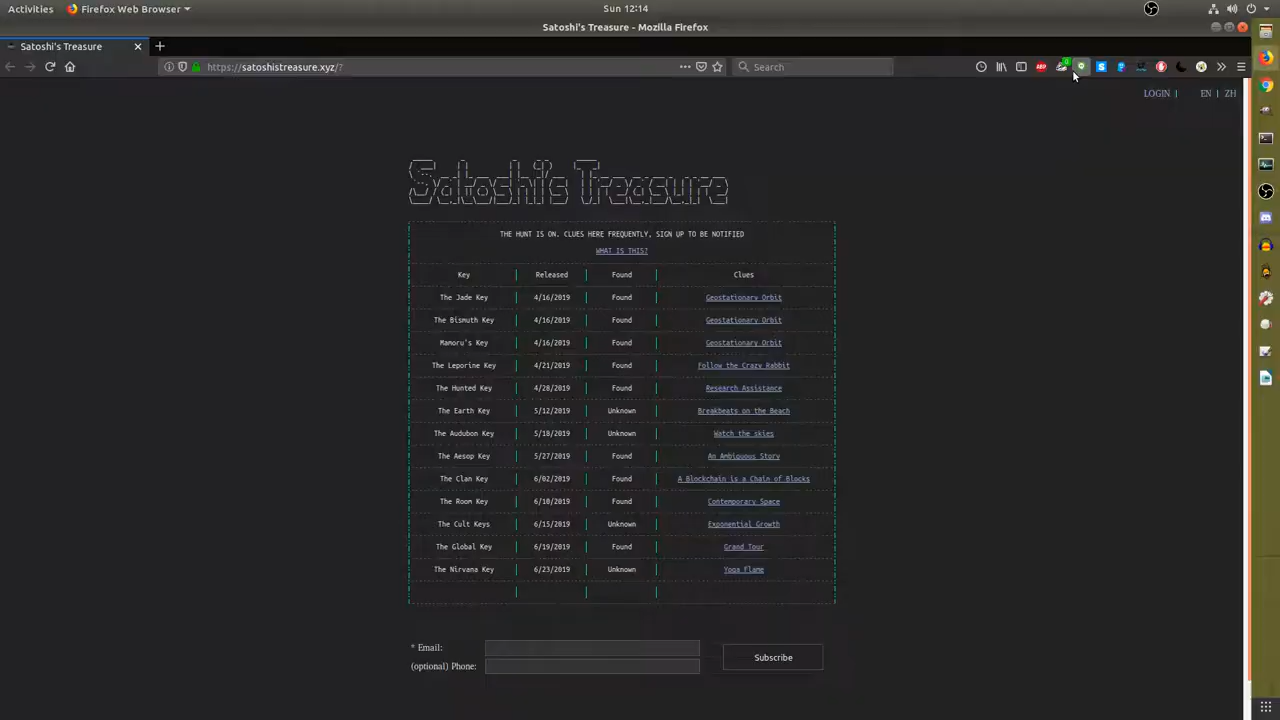 Activities Firefox Web Browser Sun 12:14
Satoshi's Treasure - Mozilla Firefox
Satoshi's Treasure
https://satoshistreasure.xyz/? Search ABP 0
LOGIN | EN | ZH
Satoshi's Treasure
THE HUNT IS ON. CLUES HERE FREQUENTLY, SIGN UP TO BE NOTIFIED
WHAT IS THIS?
Key | Released | Found | Clues
The Jade Key | 4/16/2019 | Found | Geostationary Orbit
The Bismuth Key | 4/16/2019 | Found | Geostationary Orbit
Mamoru's Key | 4/16/2019 | Found | Geostationary Orbit
The Leporine Key | 4/21/2019 | Found | Follow the Crazy Rabbit
The Hunted Key | 4/28/2019 | Found | Research Assistance
The Earth Key | 5/12/2019 | Unknown | Breakbeats on the Beach
The Audubon Key | 5/18/2019 | Unknown | Watch the skies
The Aesop Key | 5/27/2019 | Found | An Ambiguous Story
The Clan Key | 6/02/2019 | Found | A Blockchain is a Chain of Blocks
The Room Key | 6/10/2019 | Found | Contemporary Space
The Cult Keys | 6/15/2019 | Unknown | Exponential Growth
The Global Key | 6/19/2019 | Found | Grand Tour
The Nirvana Key | 6/23/2019 | Unknown | Yoga Flame
* Email:
(optional) Phone:
Subscribe